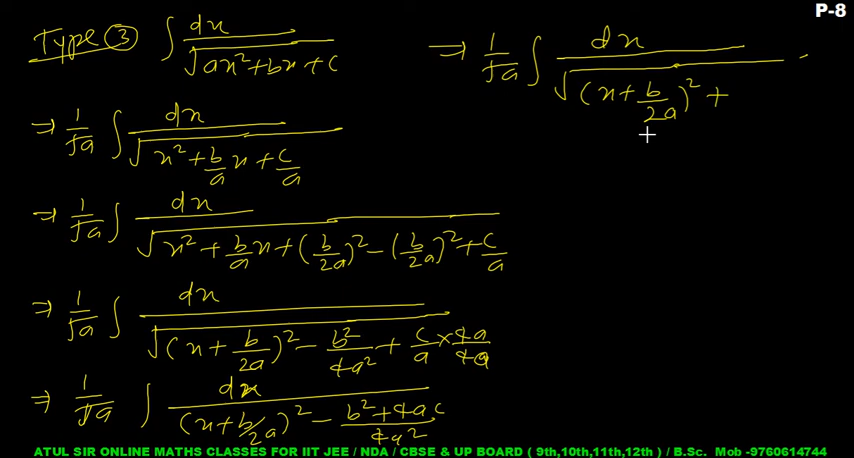 P-8
Type ③ ∫ dx / √(ax² + bx + c)
⇒ 1/√a ∫ dx / √(x² + b/a x + c/a)
⇒ 1/√a ∫ dx / √(x² + b/a x + (b/2a)² − (b/2a)² + c/a)
⇒ 1/√a ∫ dx / √((x + b/2a)² − b²/4a² + c/a × 4a/4a)
⇒ 1/√a ∫ dx / (x + b/2a)² − b² + 4ac / 4a²
⇒ 1/√a ∫ dx / √((x + b/2a)² +
ATUL SIR ONLINE MATHS CLASSES FOR IIT JEE / NDA / CBSE & UP BOARD ( 9th,10th,11th,12th ) / B.Sc. Mob -9760614744